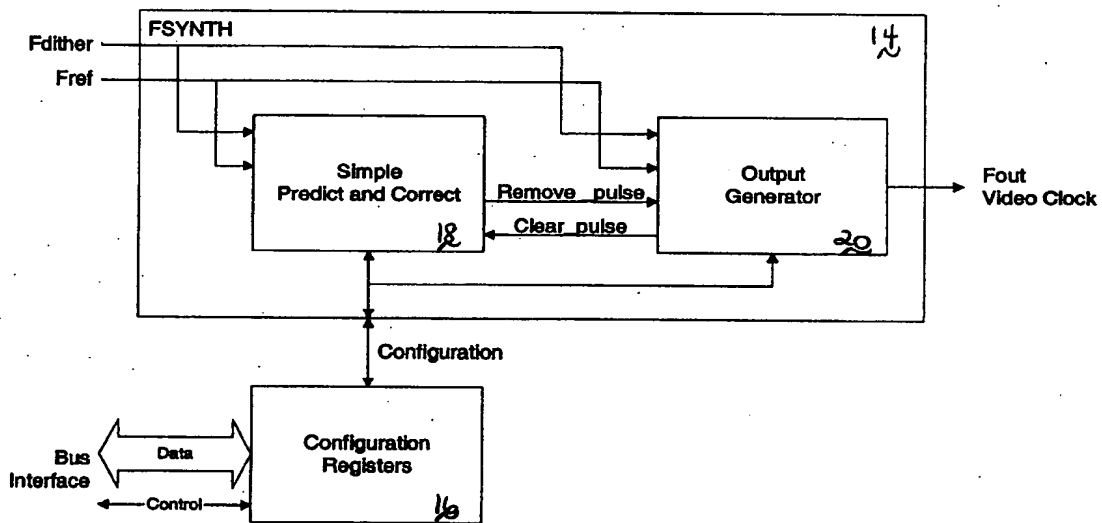 FSYNTH
14
Fdither
Fref
Simple
Predict and Correct
18
Remove_pulse
Clear_pulse
Output
Generator
20
Fout
Video Clock
Configuration
Configuration
Registers
16
Bus
Interface
Data
Control